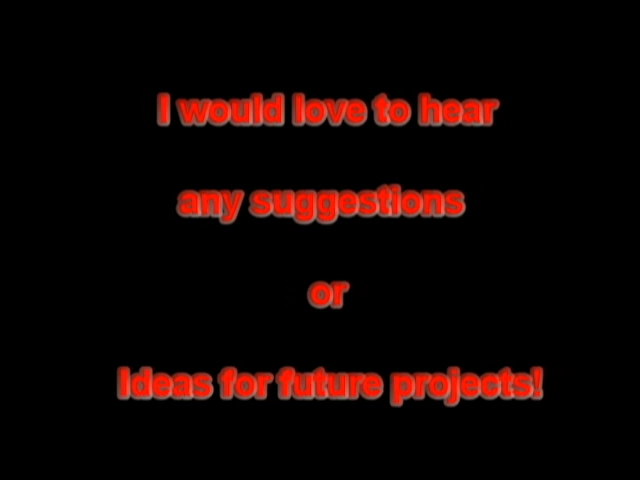 I would love to hear
any suggestions
or
Ideas for future projects!